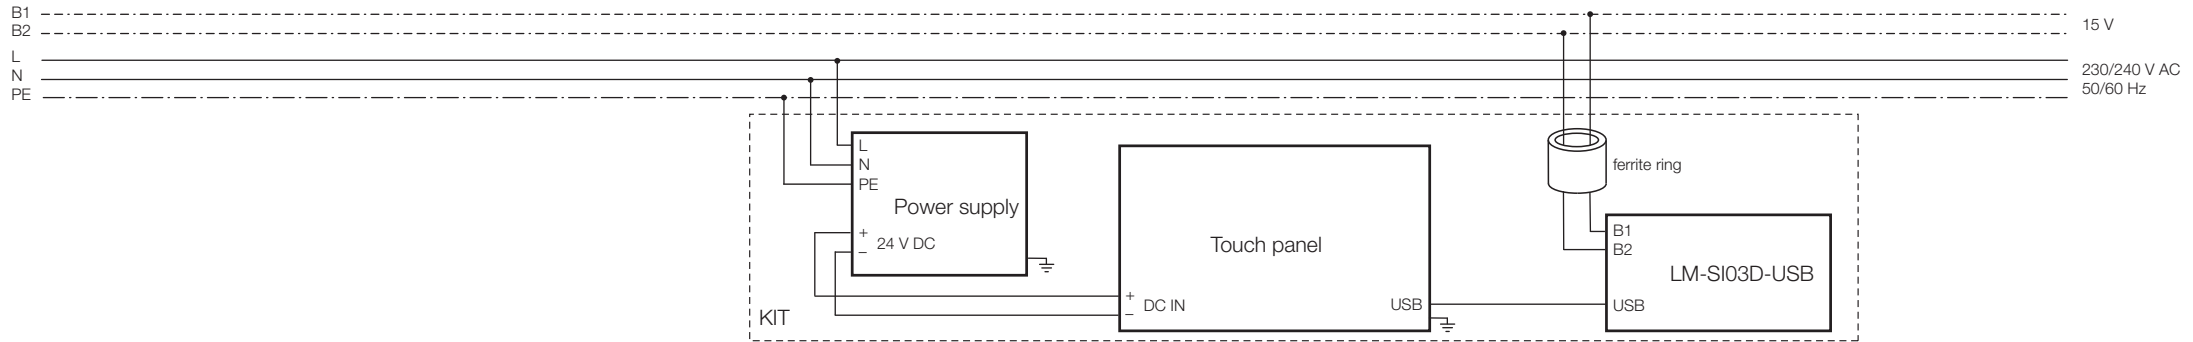 B1
B2
15 V
L
N
PE
230/240 V AC
50/60 Hz
L
N
PE
Power supply
+
24 V DC
–
KIT
Touch panel
+
DC IN
–
USB
ferrite ring
B1
B2
LM-SI03D-USB
USB